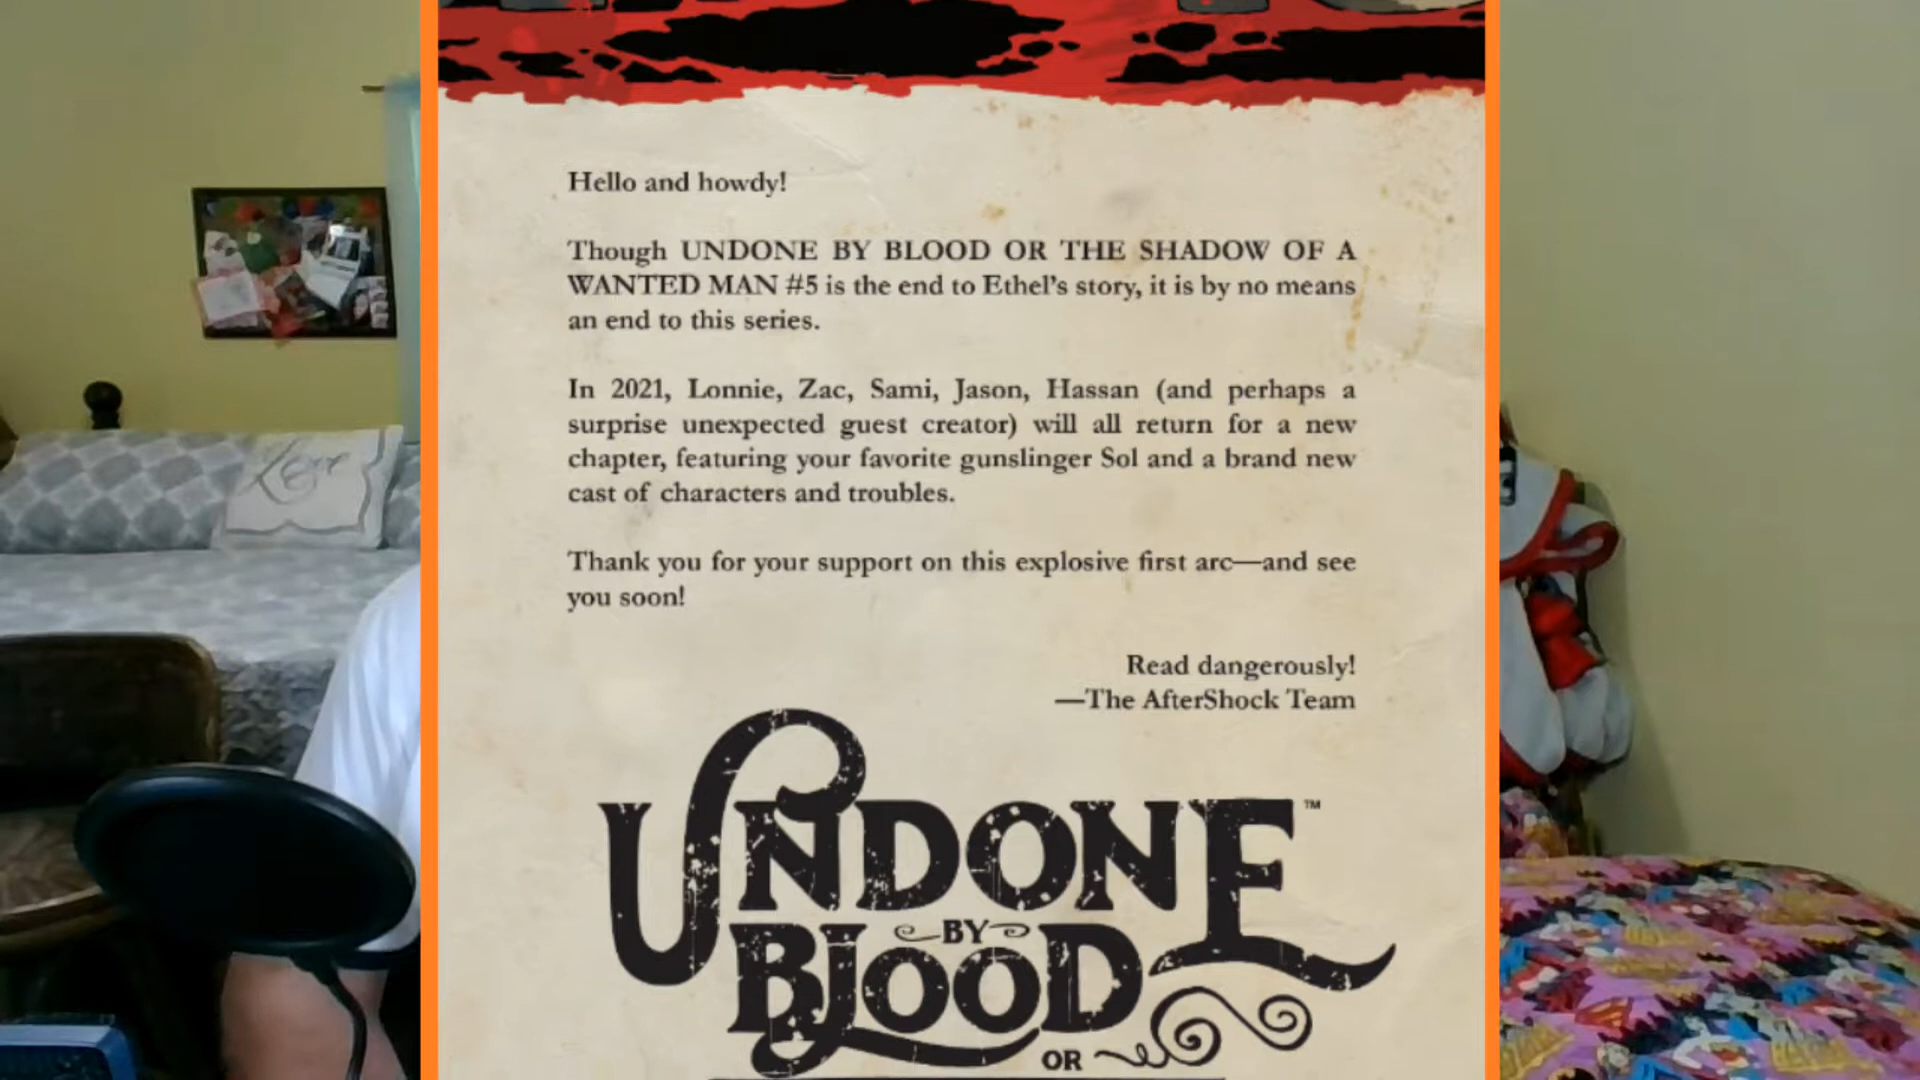 Hello and howdy!
Though UNDONE BY BLOOD OR THE SHADOW OF A
WANTED MAN #5 is the end to Ethel's story, it is by no means
an end to this series.
In 2021, Lonnie, Zac, Sami, Jason, Hassan (and perhaps a
surprise unexpected guest creator) will all return for a new
chapter, featuring your favorite gunslinger Sol and a brand new
cast of characters and troubles.
Thank you for your support on this explosive first arc—and see
you soon!
Read dangerously!
—The AfterShock Team
UNDONE™
BY
BLOOD
OR
Love